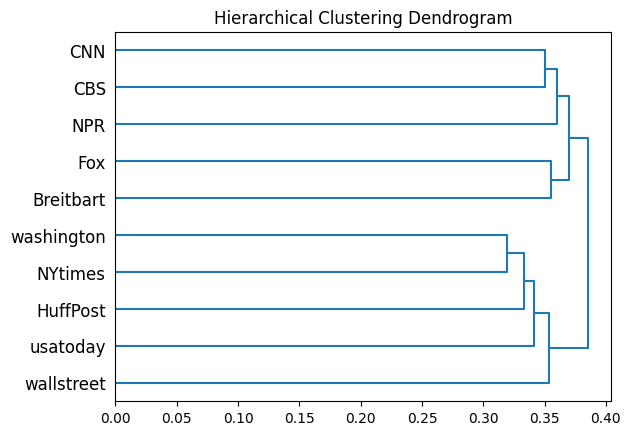 Hierarchical Clustering Dendrogram
CNN
CBS
NPR
Fox
Breitbart
washington
NYtimes
HuffPost
usatoday
wallstreet
0.00 0.05 0.10 0.15 0.20 0.25 0.30 0.35 0.40